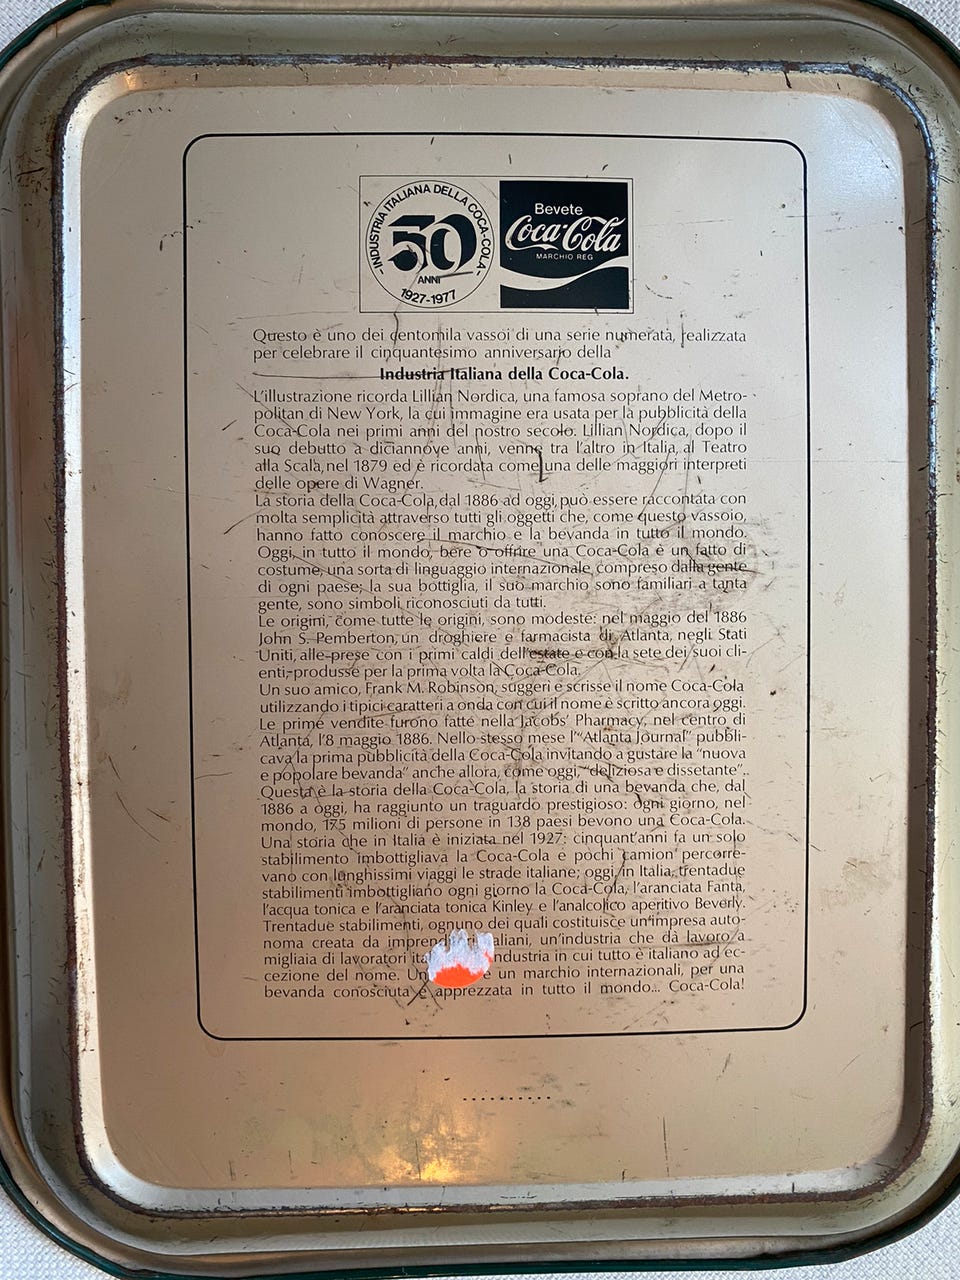 INDUSTRIA ITALIANA DELLA COCA-COLA
50
ANNI
1927-1977
Bevete
Coca-Cola
MARCHIO REG
Questo è uno dei centomila vassoi di una serie numerata, realizzata
per celebrare il cinquantesimo anniversario della
Industria Italiana della Coca-Cola.
L'illustrazione ricorda Lillian Nordica, una famosa soprano del Metro-
politan di New York, la cui immagine era usata per la pubblicità della
Coca-Cola nei primi anni del nostro secolo. Lillian Nordica, dopo il
suo debutto a diciannove anni, venne tra l'altro in Italia, al Teatro
alla Scala, nel 1879 ed è ricordata come una delle maggiori interpreti
delle opere di Wagner.
La storia della Coca-Cola, dal 1886 ad oggi, può essere raccontata con
molta semplicità attraverso tutti gli oggetti che, come questo vassoio,
hanno fatto conoscere il marchio e la bevanda in tutto il mondo.
Oggi, in tutto il mondo, bere o offrire una Coca-Cola è un fatto di
costume, una sorta di linguaggio internazionale compreso dalla gente
di ogni paese; la sua bottiglia, il suo marchio sono familiari a tanta
gente, sono simboli riconosciuti da tutti.
Le origini, come tutte le origini, sono modeste: nel maggio del 1886
John S. Pemberton, un droghiere e farmacista di Atlanta, negli Stati
Uniti, alle prese con i primi caldi dell'estate e con la sete dei suoi cli-
enti, produsse per la prima volta la Coca-Cola.
Un suo amico, Frank M. Robinson, suggerì e scrisse il nome Coca-Cola
utilizzando i tipici caratteri a onda con cui il nome è scritto ancora oggi.
Le prime vendite furono fatte nella Jacobs' Pharmacy, nel centro di
Atlanta, l'8 maggio 1886. Nello stesso mese l'"Atlanta Journal" pubbli-
cava la prima pubblicità della Coca-Cola invitando a gustare la "nuova
e popolare bevanda" anche allora, come oggi, "deliziosa e dissetante".
Questa è la storia della Coca-Cola, la storia di una bevanda che, dal
1886 a oggi, ha raggiunto un traguardo prestigioso: ogni giorno, nel
mondo, 175 milioni di persone in 138 paesi bevono una Coca-Cola.
Una storia che in Italia è iniziata nel 1927: cinquant'anni fa un solo
stabilimento imbottigliava la Coca-Cola e pochi camion percorre-
vano con lunghissimi viaggi le strade italiane; oggi, in Italia, trentadue
stabilimenti imbottigliano ogni giorno la Coca-Cola, l'aranciata Fanta,
l'acqua tonica e l'aranciata tonica Kinley e l'analcolico aperitivo Beverly.
Trentadue stabilimenti, ognuno dei quali costituisce un'impresa auto-
noma creata da imprend aliani, un'industria che dà lavoro a
migliaia di lavoratori ita industria in cui tutto è italiano ad ec-
cezione del nome. Un e un marchio internazionali, per una
bevanda conosciuta e apprezzata in tutto il mondo... Coca-Cola!